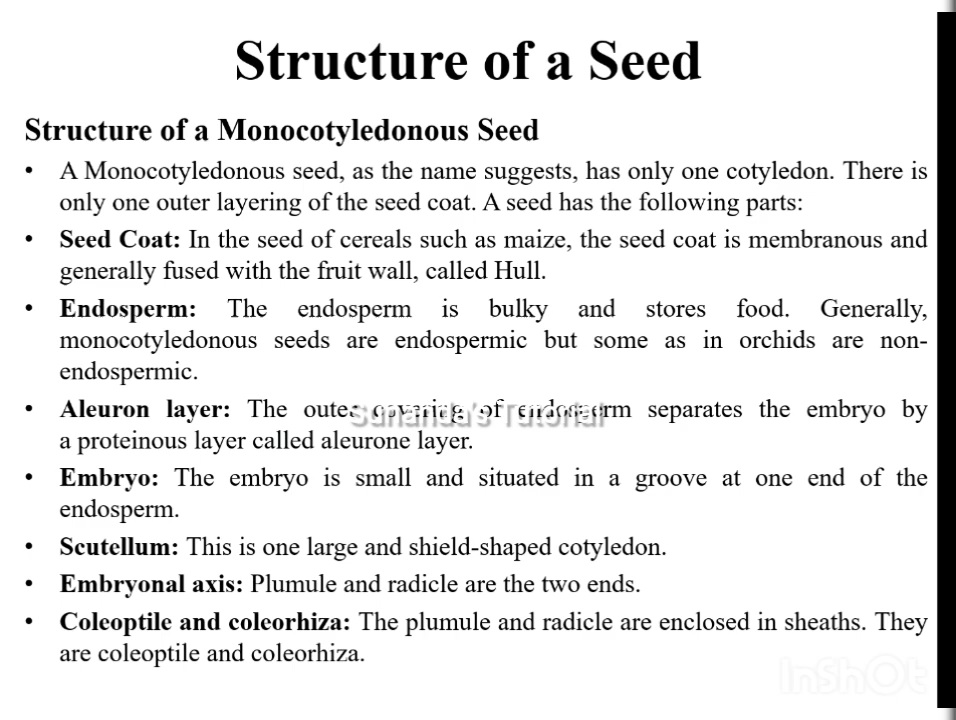 Structure of a Seed
Structure of a Monocotyledonous Seed
• A Monocotyledonous seed, as the name suggests, has only one cotyledon. There is
only one outer layering of the seed coat. A seed has the following parts:
• Seed Coat: In the seed of cereals such as maize, the seed coat is membranous and
generally fused with the fruit wall, called Hull.
• Endosperm: The endosperm is bulky and stores food. Generally,
monocotyledonous seeds are endospermic but some as in orchids are non-
endospermic.
• Aleuron layer: The outer covering of endosperm separates the embryo by
a proteinous layer called aleurone layer.
Sunanda's Tutorial
• Embryo: The embryo is small and situated in a groove at one end of the
endosperm.
• Scutellum: This is one large and shield-shaped cotyledon.
• Embryonal axis: Plumule and radicle are the two ends.
• Coleoptile and coleorhiza: The plumule and radicle are enclosed in sheaths. They
are coleoptile and coleorhiza.
InShOt